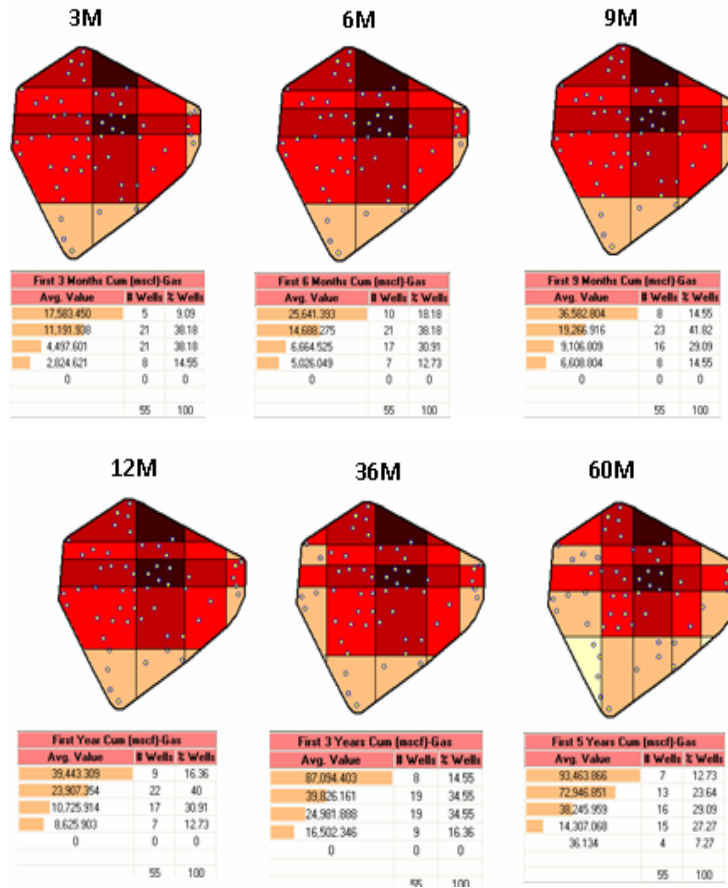 3M 6M 9M
First 3 Months Cum (mscf)-Gas
Avg. Value # Wells % Wells
17,583.450 5 9.09
11,191.938 21 38.18
4,497.601 21 38.18
2,824.621 8 14.55
0 0 0
55 100
First 6 Months Cum (mscf)-Gas
Avg. Value # Wells % Wells
25,641.393 10 18.18
14,688.275 21 38.18
6,664.525 17 30.91
5,026.049 7 12.73
0 0 0
55 100
First 9 Months Cum (mscf)-Gas
Avg. Value # Wells % Wells
36,582.804 8 14.55
19,266.916 23 41.82
9,106.809 16 29.09
6,608.804 8 14.55
0 0 0
55 100
12M 36M 60M
First Year Cum (mscf)-Gas
Avg. Value # Wells % Wells
39,443.309 9 16.36
23,907.354 22 40
10,725.914 17 30.91
8,625.903 7 12.73
0 0 0
55 100
First 3 Years Cum (mscf)-Gas
Avg. Value # Wells % Wells
87,094.403 8 14.55
39,826.161 19 34.55
24,981.888 19 34.55
16,502.346 9 16.36
0 0 0
55 100
First 5 Years Cum (mscf)-Gas
Avg. Value # Wells % Wells
93,463.866 7 12.73
72,946.851 13 23.64
38,245.959 16 29.09
14,307.068 15 27.27
36.134 4 7.27
55 100